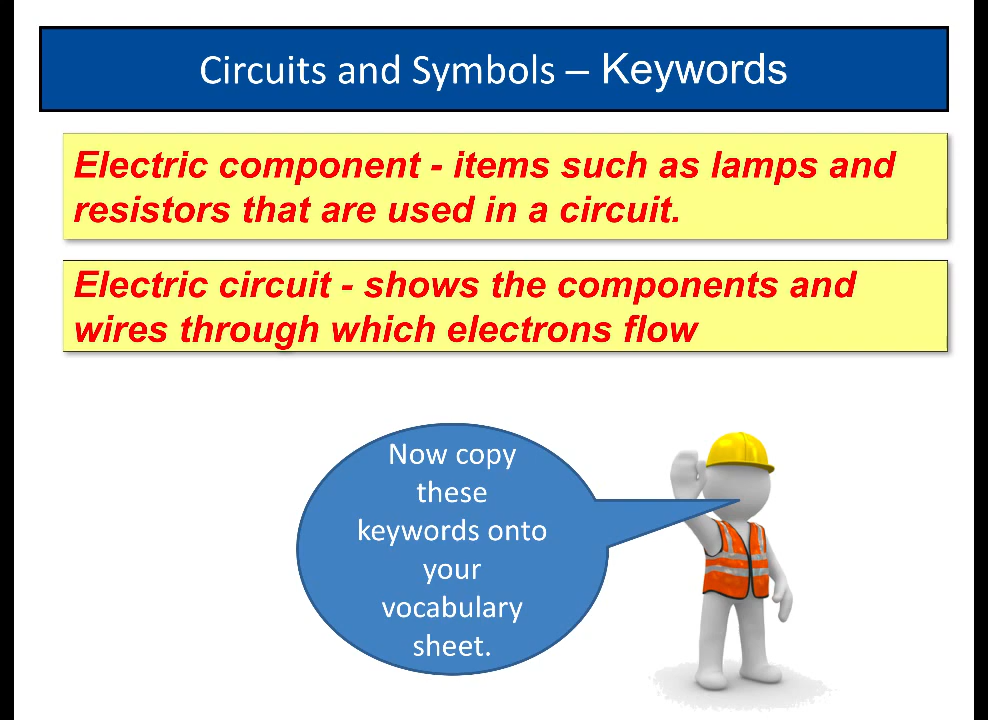 Circuits and Symbols – Keywords
Electric component - items such as lamps and
resistors that are used in a circuit.
Electric circuit - shows the components and
wires through which electrons flow
Now copy
these
keywords onto
your
vocabulary
sheet.